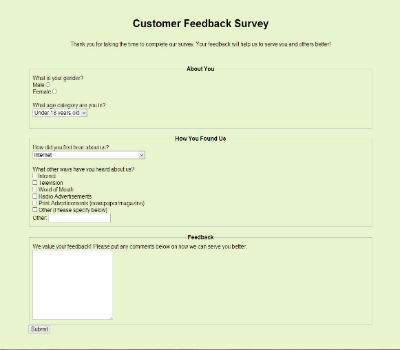 Customer Feedback Survey
Thank you for taking the time to complete our survey. Your feedback will help us to serve you and others better!
About You
What is your gender?
Male
Female
What age category are you in?
Under 18 years old
How You Found Us
How did you first hear about us?
Internet
What other ways have you heard about us?
Internet
Television
Word of Mouth
Radio Advertisements
Print Advertisements (newspaper/magazine)
Other (Please specify below)
Other:
Feedback
We value your feedback! Please put any comments below on how we can serve you better.
Submit